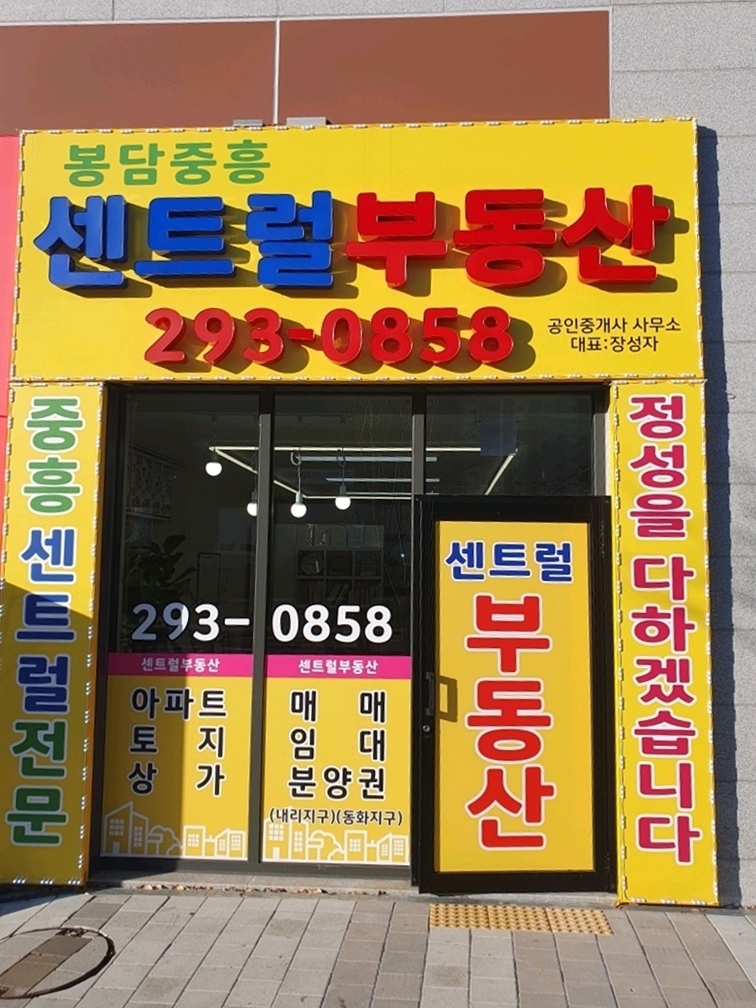 봉담중흥
센트럴부동산
293-0858
공인중개사 사무소
대표:장성자
중흥센트럴전문
293-0858
센트럴부동산
아파트
토지
상가
센트럴부동산
매매
임대
분양권
(내리지구)(동화지구)
센트럴
부동산
정성을 다하겠습니다